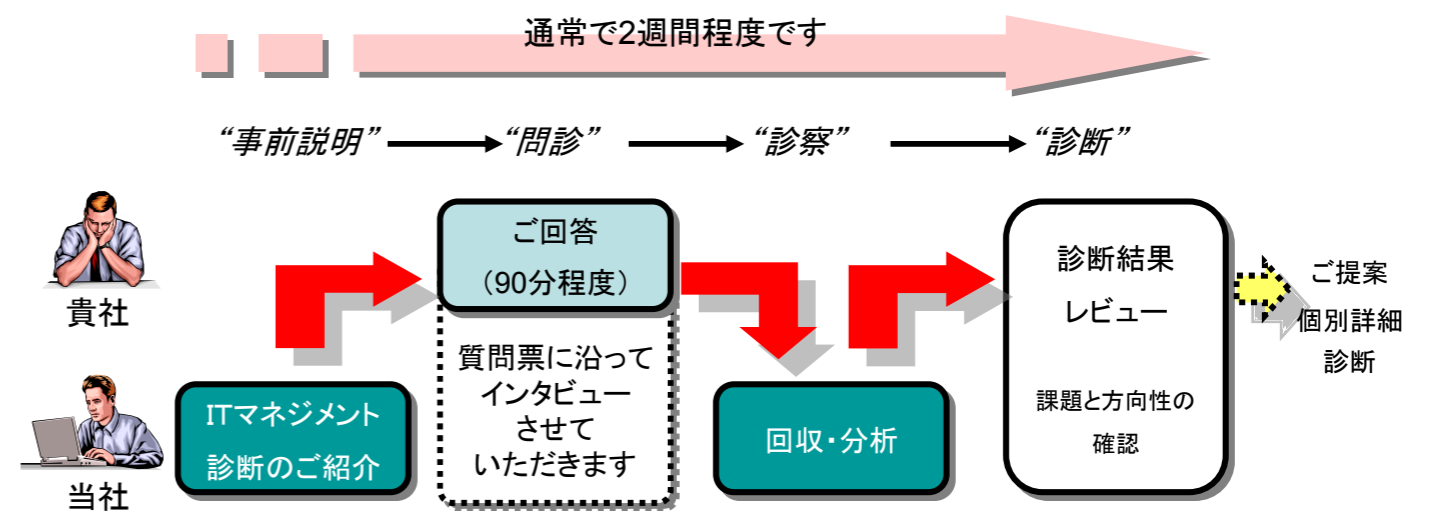 通常で2週間程度です
“事前説明” “問診” “診察” “診断”
貴社
ご回答
（90分程度）
質問票に沿って
インタビュー
させて
いただきます
診断結果
レビュー
課題と方向性の
確認
ご提案
個別詳細
診断
当社
ITマネジメント
診断のご紹介
回収・分析